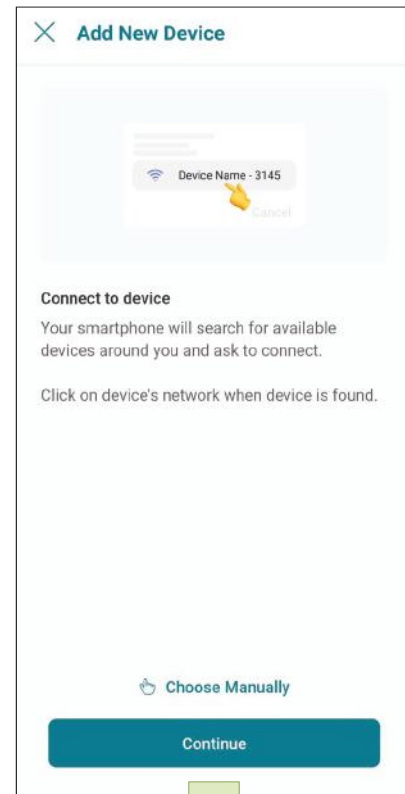 Add New Device
Device Name - 3145
Cancel
Connect to device
Your smartphone will search for available
devices around you and ask to connect.
Click on device's network when device is found.
Choose Manually
Continue